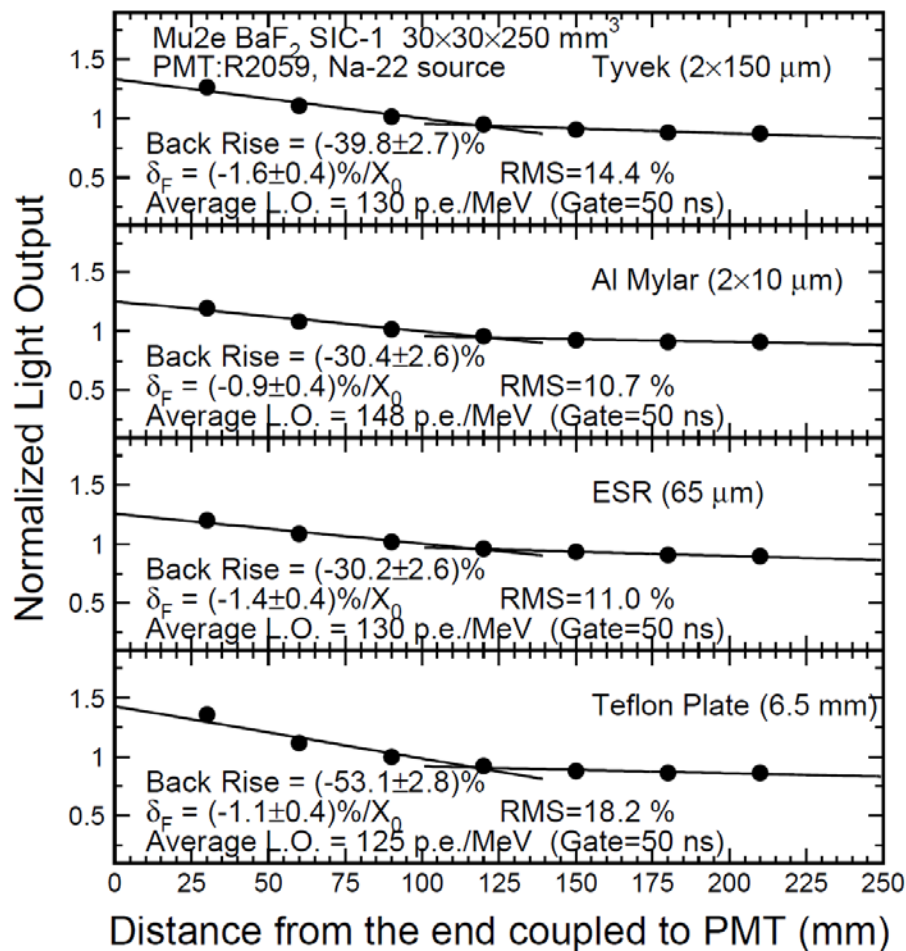 Normalized Light Output
Mu2e BaF₂ SIC-1 30×30×250 mm³
PMT:R2059, Na-22 source Tyvek (2×150 μm)
1.5
1
0.5
Back Rise = (-39.8±2.7)%
δF = (-1.6±0.4)%/X₀ RMS=14.4 %
Average L.O. = 130 p.e./MeV (Gate=50 ns)
Al Mylar (2×10 μm)
1.5
1
0.5
Back Rise = (-30.4±2.6)%
δF = (-0.9±0.4)%/X₀ RMS=10.7 %
Average L.O. = 148 p.e./MeV (Gate=50 ns)
ESR (65 μm)
1.5
1
0.5
Back Rise = (-30.2±2.6)%
δF = (-1.4±0.4)%/X₀ RMS=11.0 %
Average L.O. = 130 p.e./MeV (Gate=50 ns)
Teflon Plate (6.5 mm)
1.5
1
0.5
Back Rise = (-53.1±2.8)%
δF = (-1.1±0.4)%/X₀ RMS=18.2 %
Average L.O. = 125 p.e./MeV (Gate=50 ns)
0 25 50 75 100 125 150 175 200 225 250
Distance from the end coupled to PMT (mm)